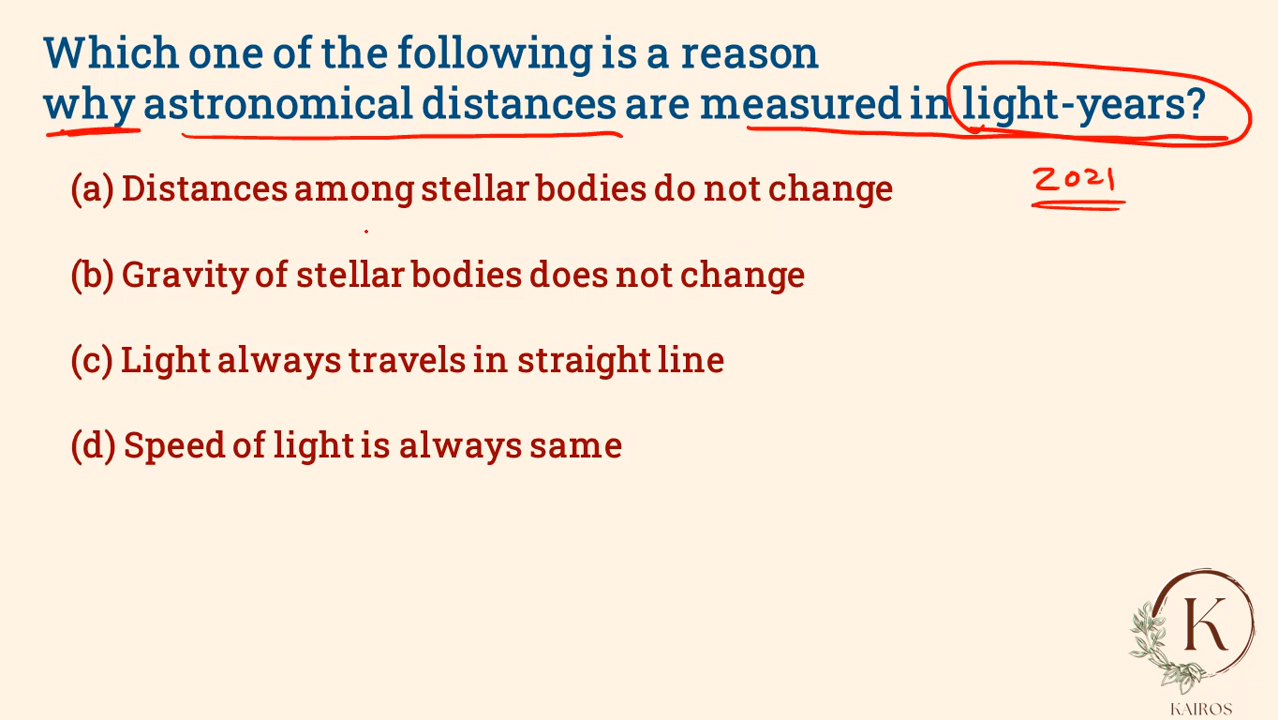 Which one of the following is a reason
why astronomical distances are measured in light-years?
(a) Distances among stellar bodies do not change
2021
(b) Gravity of stellar bodies does not change
(c) Light always travels in straight line
(d) Speed of light is always same
K
KAIROS